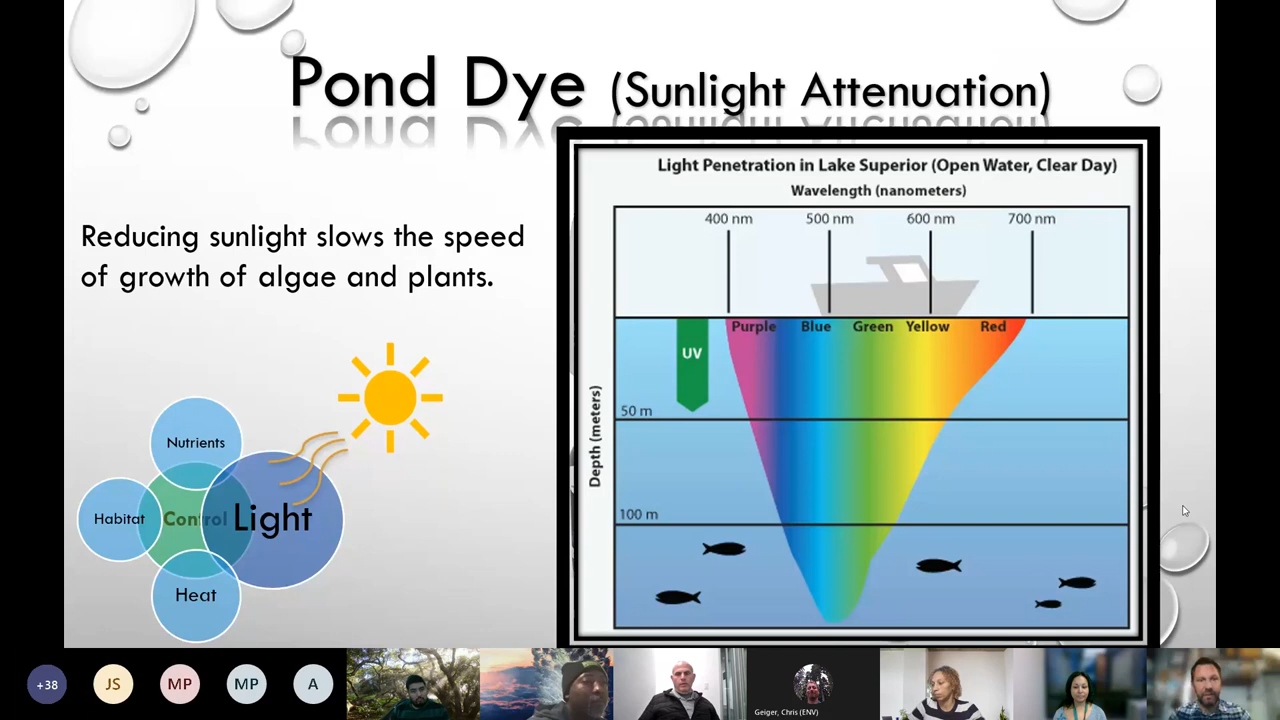 Pond Dye (Sunlight Attenuation)
Reducing sunlight slows the speed
of growth of algae and plants.
Nutrients
Habitat
Control
Light
Heat
Light Penetration in Lake Superior (Open Water, Clear Day)
Wavelength (nanometers)
400 nm 500 nm 600 nm 700 nm
Purple Blue Green Yellow Red
UV
50 m
Depth (meters)
100 m
+38 JS MP MP A
Geiger, Chris (ENV)